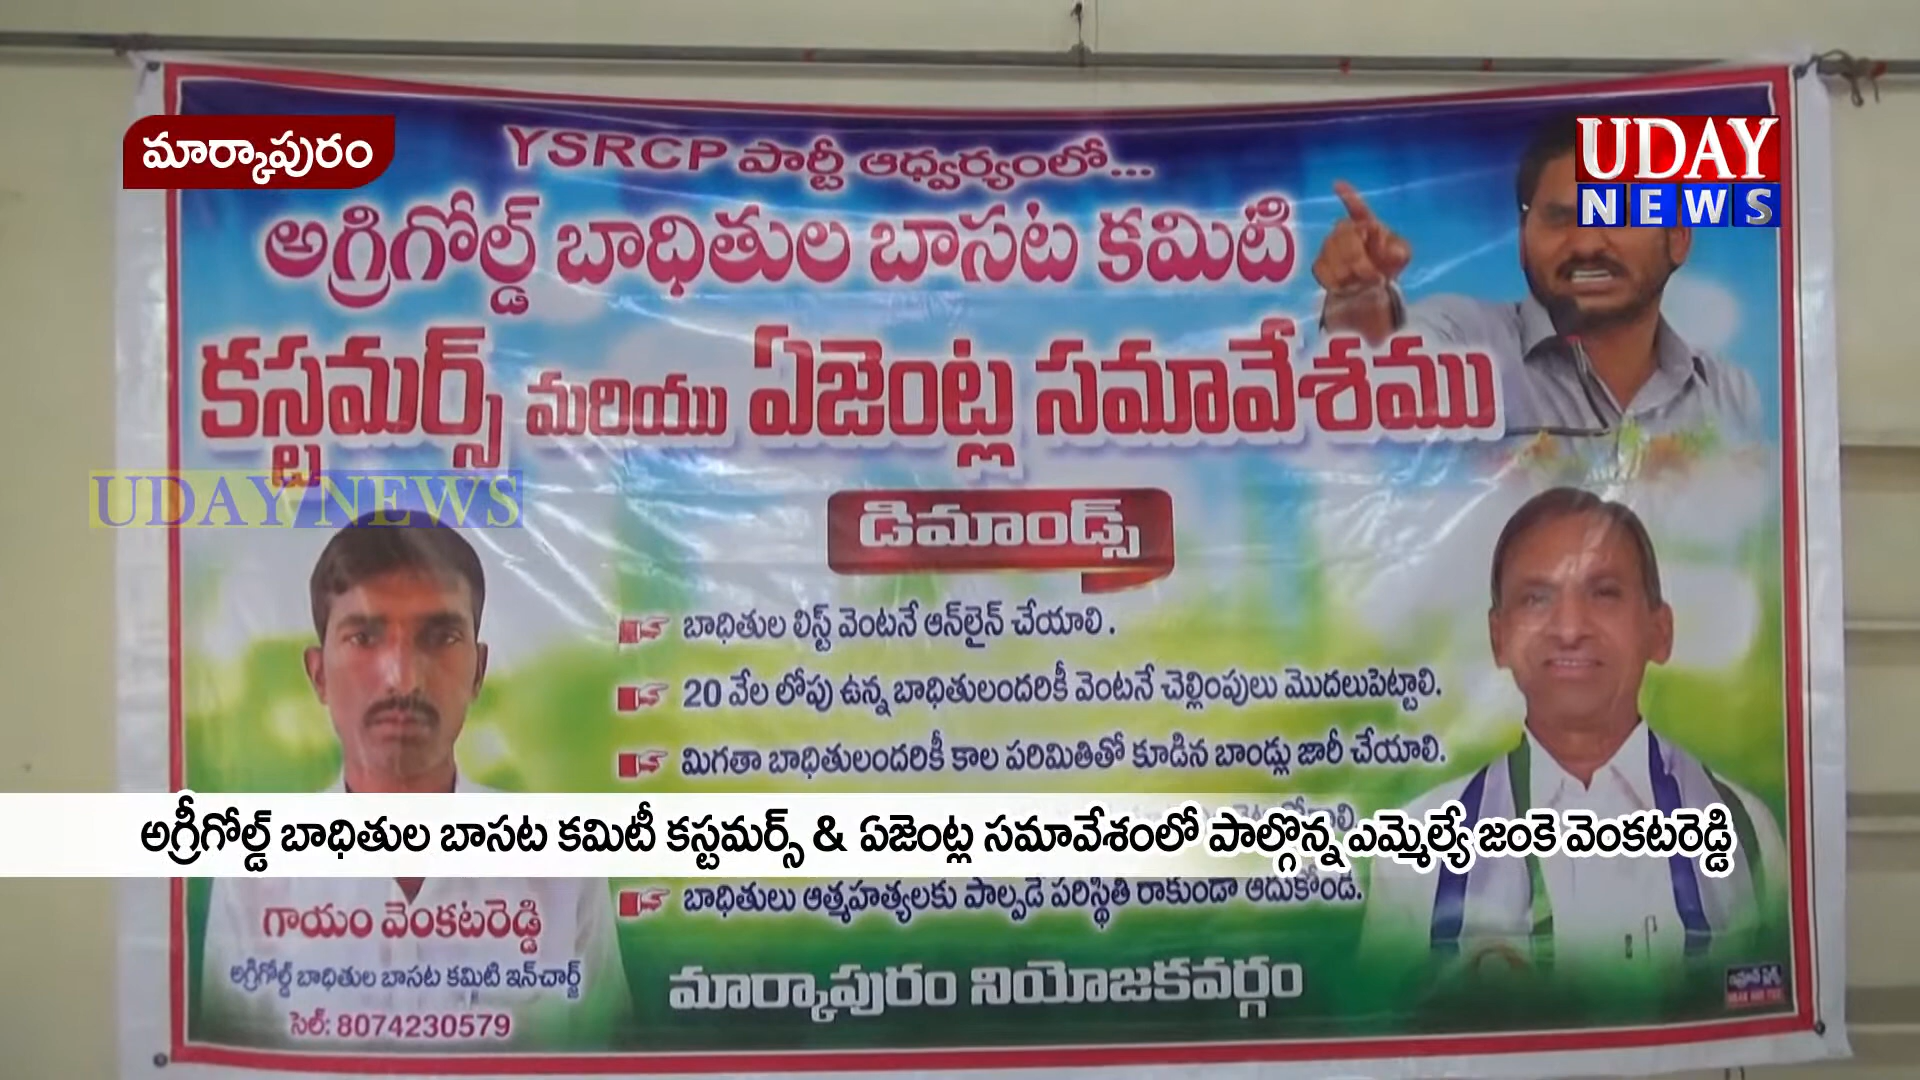 మార్కాపురం
UDAY
NEWS
YSRCP పార్టీ ఆధ్వర్యంలో...
అగ్రిగోల్డ్ బాధితుల బాసట కమిటి
కస్టమర్స్ మరియు ఏజెంట్ల సమావేశము
UDAY NEWS
డిమాండ్స్
బాధితుల లిస్ట్ వెంటనే ఆన్‌లైన్ చేయాలి.
20 వేల లోపు ఉన్న బాధితులందరికీ వెంటనే చెల్లింపులు మొదలుపెట్టాలి.
మిగతా బాధితులందరికీ కాల పరిమితితో కూడిన బాండ్లు జారీ చేయాలి.
అగ్రీగోల్డ్ బాధితుల బాసట కమిటీ కస్టమర్స్ & ఏజెంట్ల సమావేశంలో పాల్గొన్న ఎమ్మెల్యే జంకె వెంకటరెడ్డి
బాధితులు ఆత్మహత్యలకు పాల్పడే పరిస్థితి రాకుండా ఆదుకోండి.
గాయం వెంకటరెడ్డి
అగ్రిగోల్డ్ బాధితుల బాసట కమిటి ఇన్‌చార్జ్
సెల్: 8074230579
మార్కాపురం నియోజకవర్గం